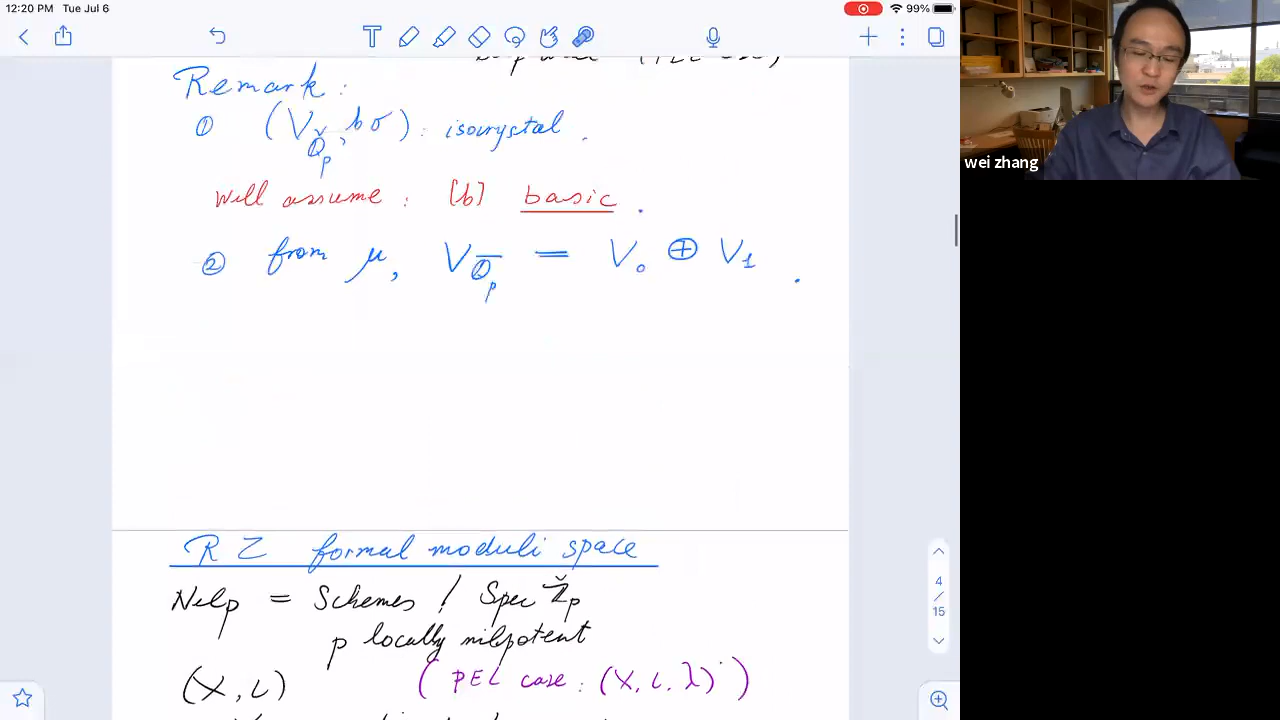 12:20 PM Tue Jul 6
99%
wei zhang
Remark :
① (V_{Q̆_p}, bσ) : isocrystal .
Will assume : [b] basic .
② from μ, V_{Q̄_p} = V_0 ⊕ V_1 .
4 / 15
RZ formal moduli space
Nilp = Schemes / Spec Z̆_p
p locally nilpotent
(X, ι) (PEL case : (X, ι, λ))